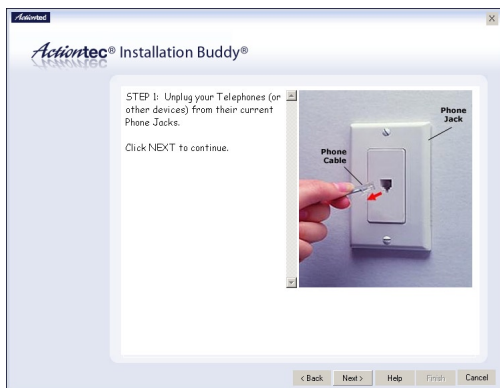 Actiontec
Actiontec® Installation Buddy®
STEP 1: Unplug your Telephones (or
other devices) from their current
Phone Jacks.
Click NEXT to continue.
Phone
Jack
Phone
Cable
< Back
Next >
Help
Finish
Cancel